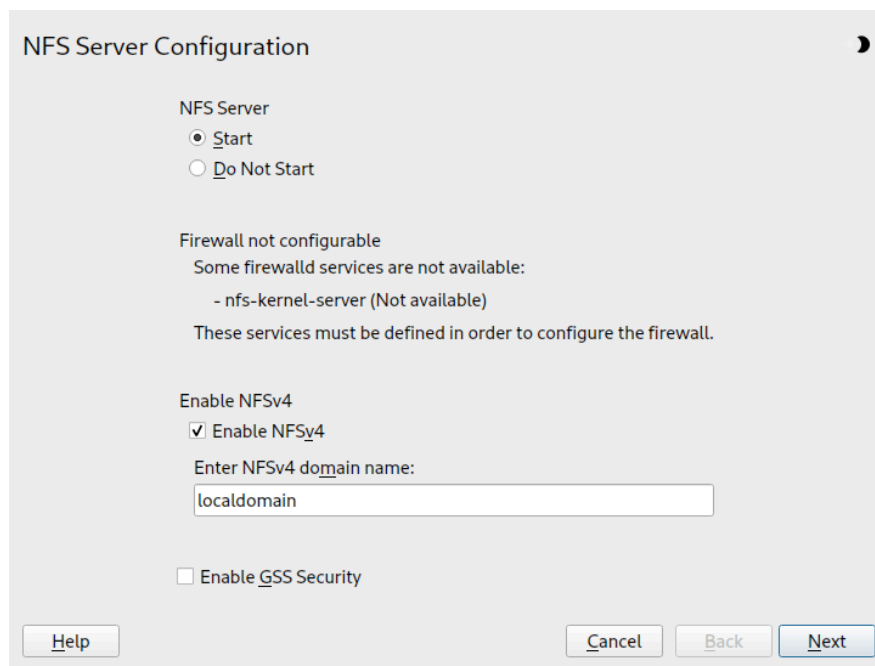 NFS Server Configuration
NFS Server
Start
Do Not Start
Firewall not configurable
Some firewalld services are not available:
- nfs-kernel-server (Not available)
These services must be defined in order to configure the firewall.
Enable NFSv4
Enable NFSv4
Enter NFSv4 domain name:
localdomain
Enable GSS Security
Help Cancel Back Next